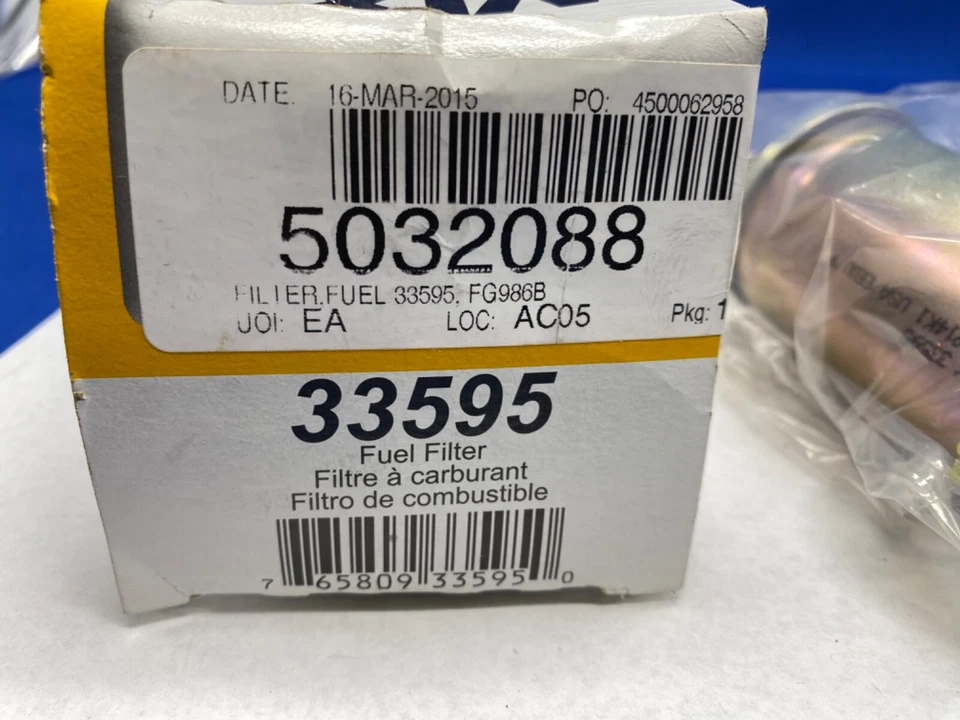 DATE. 16-MAR-2015 PO: 4500062958
5032088
FILTER.FUEL 33595, FG986B
UOI: EA LOC: AC05 Pkg: 1
33595
Fuel Filter
Filtre à carburant
Filtro de combustible
7 65809 33595 0
USA